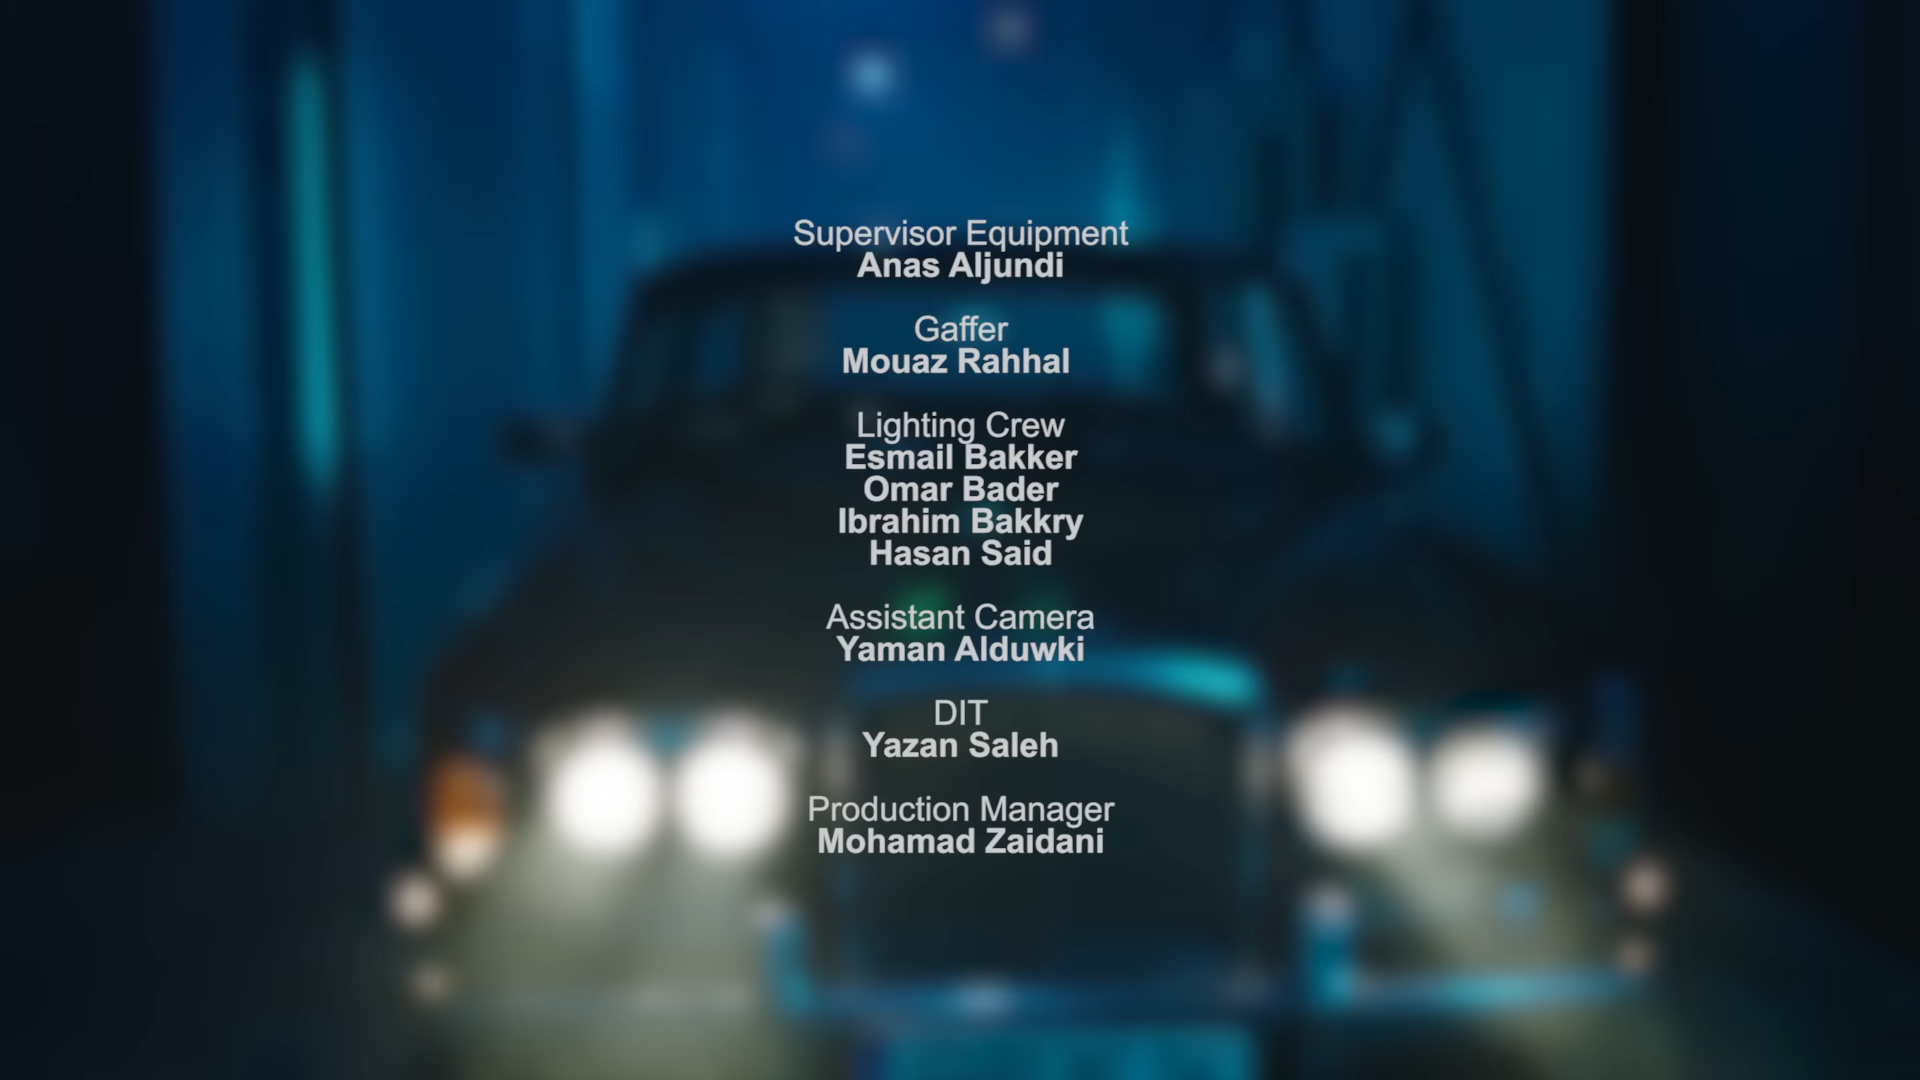 Supervisor Equipment
Anas Aljundi
Gaffer
Mouaz Rahhal
Lighting Crew
Esmail Bakker
Omar Bader
Ibrahim Bakkry
Hasan Said
Assistant Camera
Yaman Alduwki
DIT
Yazan Saleh
Production Manager
Mohamad Zaidani